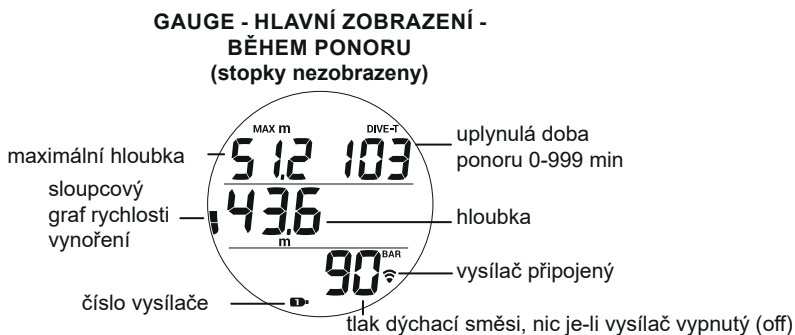 GAUGE - HLAVNÍ ZOBRAZENÍ -
BĚHEM PONORU
(stopky nezobrazeny)
MAX m DIVE-T
maximální hloubka
51.2 103
uplynulá doba
ponoru 0-999 min
sloupcový
graf rychlosti
vynoření
43.6
m
hloubka
90 BAR
vysílač připojený
číslo vysílače
1
tlak dýchací směsi, nic je-li vysílač vypnutý (off)